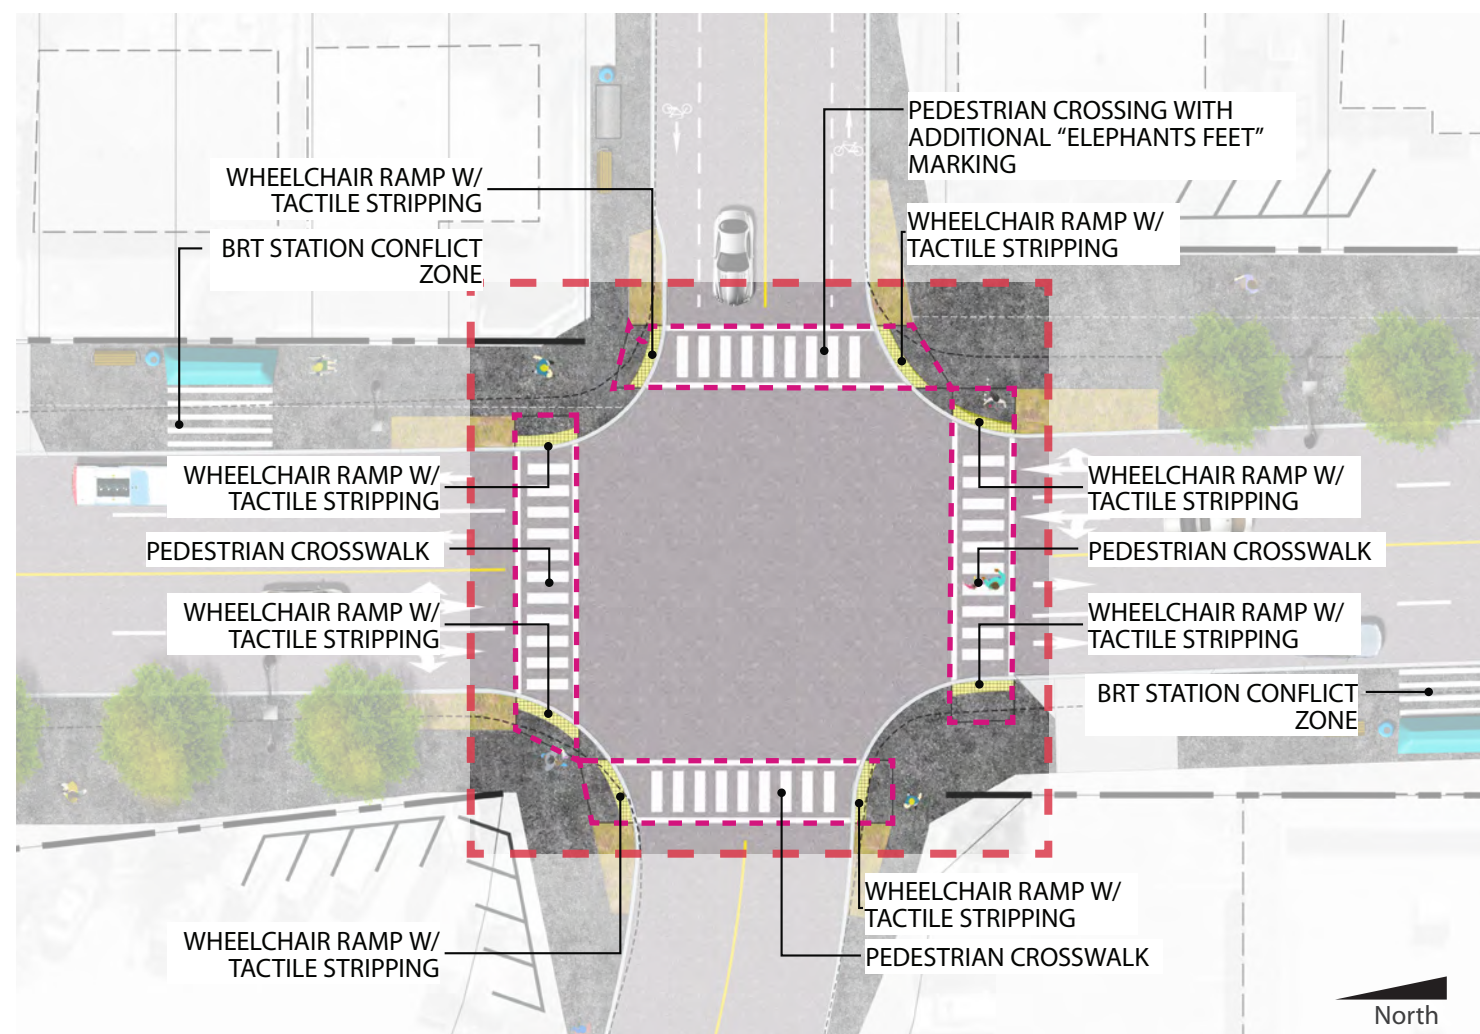 PEDESTRIAN CROSSING WITH
ADDITIONAL “ELEPHANTS FEET”
MARKING
WHEELCHAIR RAMP W/
TACTILE STRIPPING
WHEELCHAIR RAMP W/
TACTILE STRIPPING
BRT STATION CONFLICT
ZONE
WHEELCHAIR RAMP W/
TACTILE STRIPPING
WHEELCHAIR RAMP W/
TACTILE STRIPPING
PEDESTRIAN CROSSWALK
PEDESTRIAN CROSSWALK
WHEELCHAIR RAMP W/
TACTILE STRIPPING
WHEELCHAIR RAMP W/
TACTILE STRIPPING
BRT STATION CONFLICT
ZONE
WHEELCHAIR RAMP W/
TACTILE STRIPPING
WHEELCHAIR RAMP W/
TACTILE STRIPPING
PEDESTRIAN CROSSWALK
North